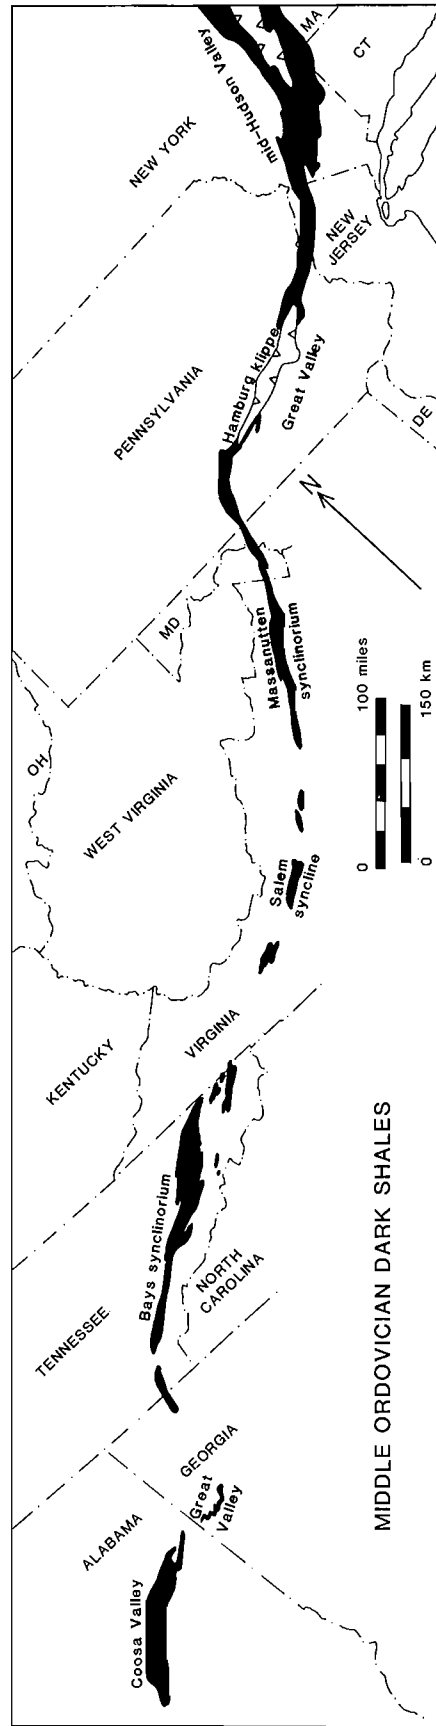 MIDDLE ORDOVICIAN DARK SHALES
Coosa Valley
ALABAMA
Great
Valley
GEORGIA
TENNESSEE
Bays synclinorium
NORTH
CAROLINA
KENTUCKY
VIRGINIA
Salem
syncline
WEST VIRGINIA
OH
MD
Massanutten
synclinorium
0
100 miles
0
150 km
N
PENNSYLVANIA
Hamburg klippe
Great Valley
DE
NEW
JERSEY
NEW YORK
mid-Hudson Valley
MA
CT